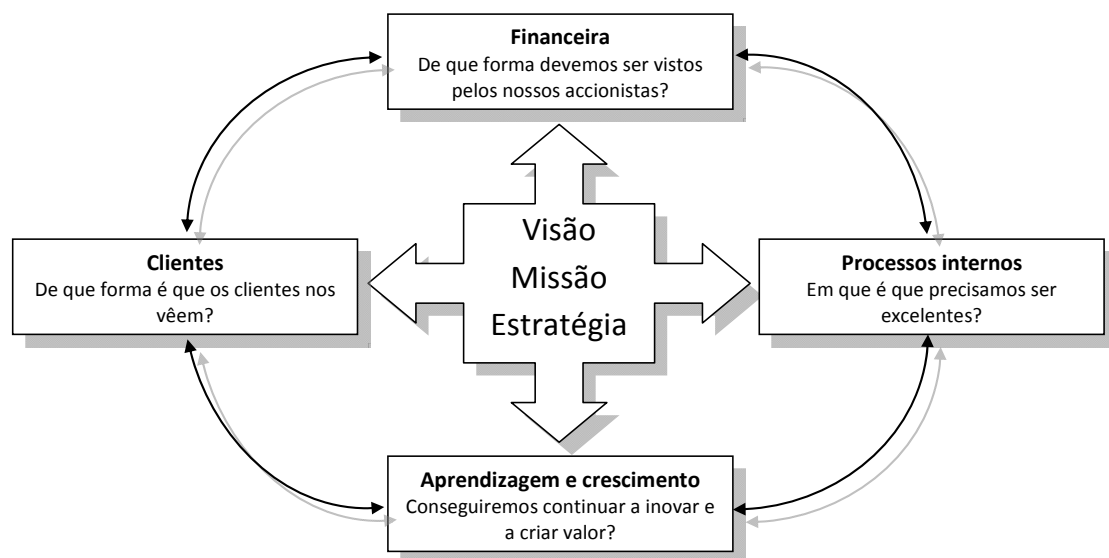 Financeira
De que forma devemos ser vistos
pelos nossos accionistas?
Clientes
De que forma é que os clientes nos
vêem?
Visão
Missão
Estratégia
Processos internos
Em que é que precisamos ser
excelentes?
Aprendizagem e crescimento
Conseguiremos continuar a inovar e
a criar valor?